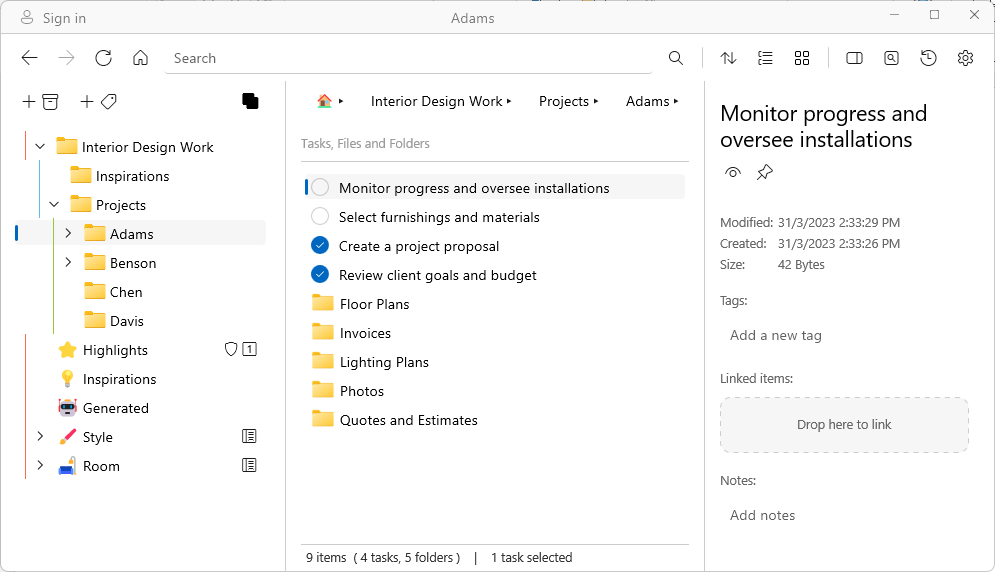 Sign in
Adams
Search
Interior Design Work
Inspirations
Projects
Adams
Benson
Chen
Davis
Highlights 1
Inspirations
Generated
Style
Room
Interior Design Work Projects Adams
Tasks, Files and Folders
Monitor progress and oversee installations
Select furnishings and materials
Create a project proposal
Review client goals and budget
Floor Plans
Invoices
Lighting Plans
Photos
Quotes and Estimates
9 items ( 4 tasks, 5 folders ) | 1 task selected
Monitor progress and
oversee installations
Modified: 31/3/2023 2:33:29 PM
Created: 31/3/2023 2:33:26 PM
Size: 42 Bytes
Tags:
Add a new tag
Linked items:
Drop here to link
Notes:
Add notes